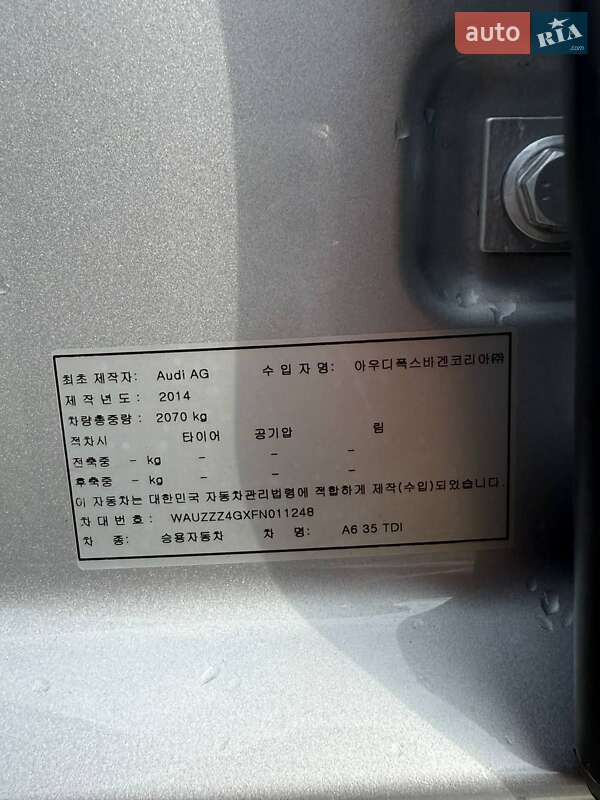 auto RIA.com
최초 제작자: Audi AG 수 입 자 명: 아우디폭스바겐코리아㈜
제 작 년 도 : 2014
차량총중량 : 2070 kg
적차시 타이어 공기압 림
전축중 - kg - - -
후축중 - kg - - -
이 자동차는 대한민국 자동차관리법령에 적합하게 제작(수입)되었습니다.
차 대 번 호 : WAUZZZ4GXFN011248
차 종: 승용자동차 차 명: A6 35 TDI